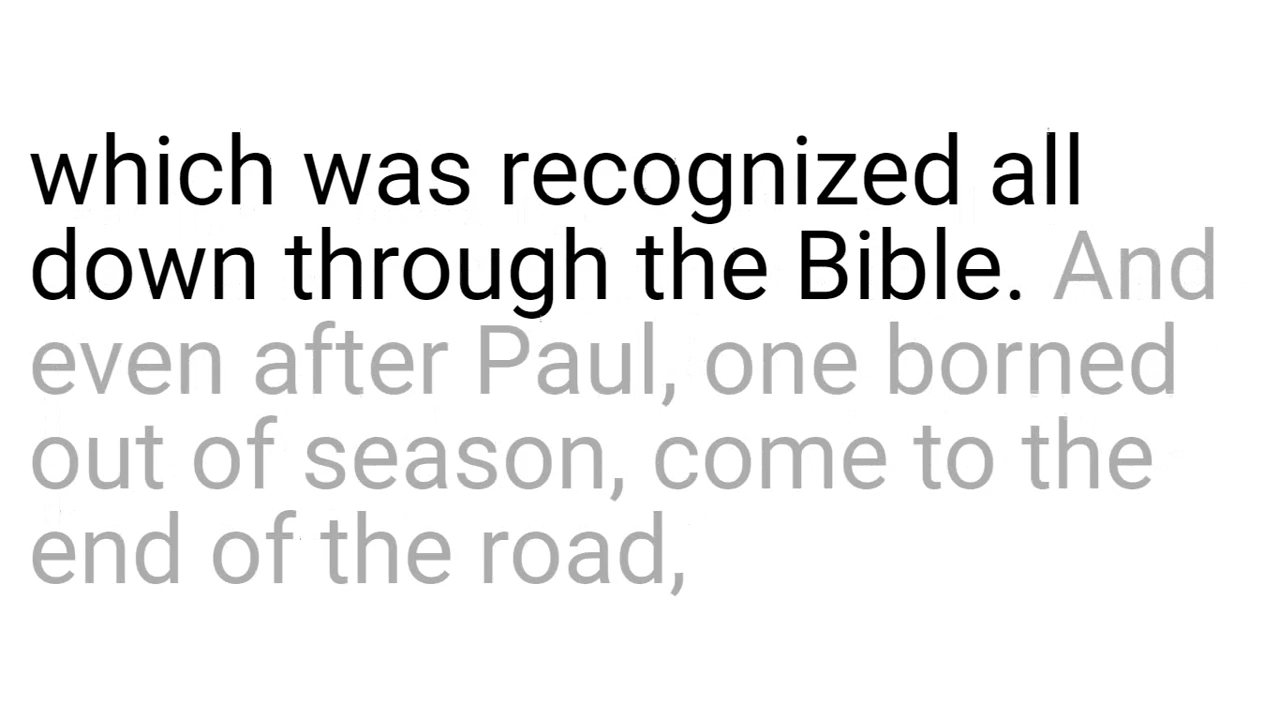 which was recognized all
down through the Bible. And
even after Paul, one borned
out of season, come to the
end of the road,